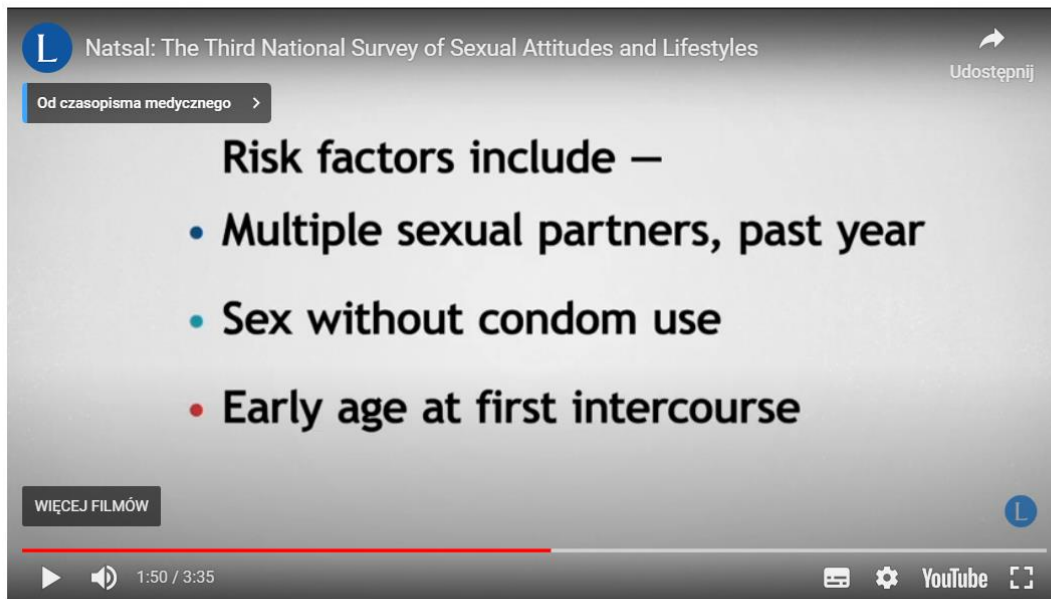 L Natsal: The Third National Survey of Sexual Attitudes and Lifestyles
Udostępnij
Od czasopisma medycznego
Risk factors include —
• Multiple sexual partners, past year
• Sex without condom use
• Early age at first intercourse
WIĘCEJ FILMÓW
L
1:50 / 3:35
YouTube